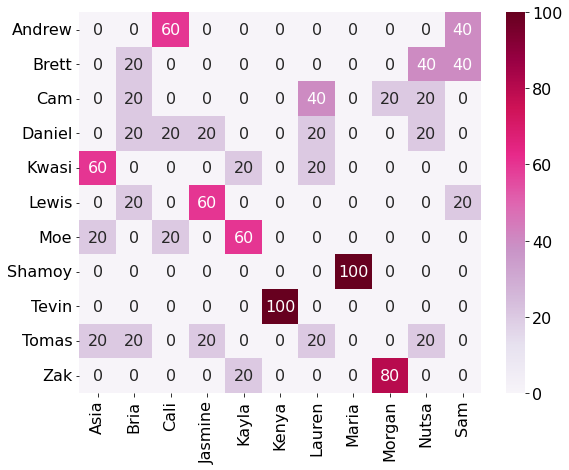 Andrew 0 0 60 0 0 0 0 0 0 0 40
Brett 0 20 0 0 0 0 0 0 0 40 40
Cam 0 20 0 0 0 0 40 0 20 20 0
Daniel 0 20 20 20 0 0 20 0 0 20 0
Kwasi 60 0 0 0 20 0 20 0 0 0 0
Lewis 0 20 0 60 0 0 0 0 0 0 20
Moe 20 0 20 0 60 0 0 0 0 0 0
Shamoy 0 0 0 0 0 0 0 100 0 0 0
Tevin 0 0 0 0 0 100 0 0 0 0 0
Tomas 20 20 0 20 0 0 20 0 0 20 0
Zak 0 0 0 0 20 0 0 0 80 0 0
Asia Bria Cali Jasmine Kayla Kenya Lauren Maria Morgan Nutsa Sam
100
80
60
40
20
0